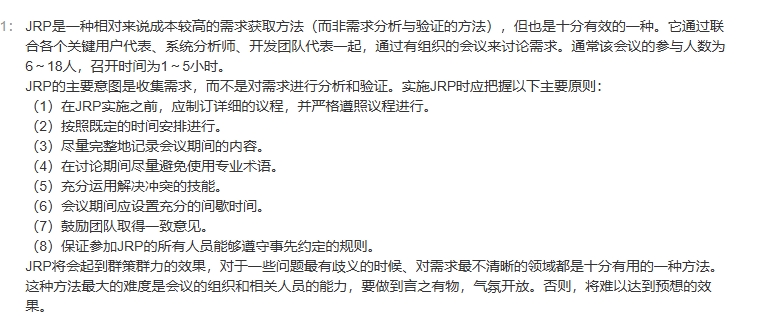 1： JRP是一种相对来说成本较高的需求获取方法（而非需求分析与验证的方法），但也是十分有效的一种。它通过联
合各个关键用户代表、系统分析师、开发团队代表一起，通过有组织的会议来讨论需求。通常该会议的参与人数为
6～18人，召开时间为1～5小时。
JRP的主要意图是收集需求，而不是对需求进行分析和验证。实施JRP时应把握以下主要原则：
（1）在JRP实施之前，应制订详细的议程，并严格遵照议程进行。
（2）按照既定的时间安排进行。
（3）尽量完整地记录会议期间的内容。
（4）在讨论期间尽量避免使用专业术语。
（5）充分运用解决冲突的技能。
（6）会议期间应设置充分的间歇时间。
（7）鼓励团队取得一致意见。
（8）保证参加JRP的所有人员能够遵守事先约定的规则。
JRP将会起到群策群力的效果，对于一些问题最有歧义的时候、对需求最不清晰的领域都是十分有用的一种方法。
这种方法最大的难度是会议的组织和相关人员的能力，要做到言之有物，气氛开放。否则，将难以达到预想的效
果。